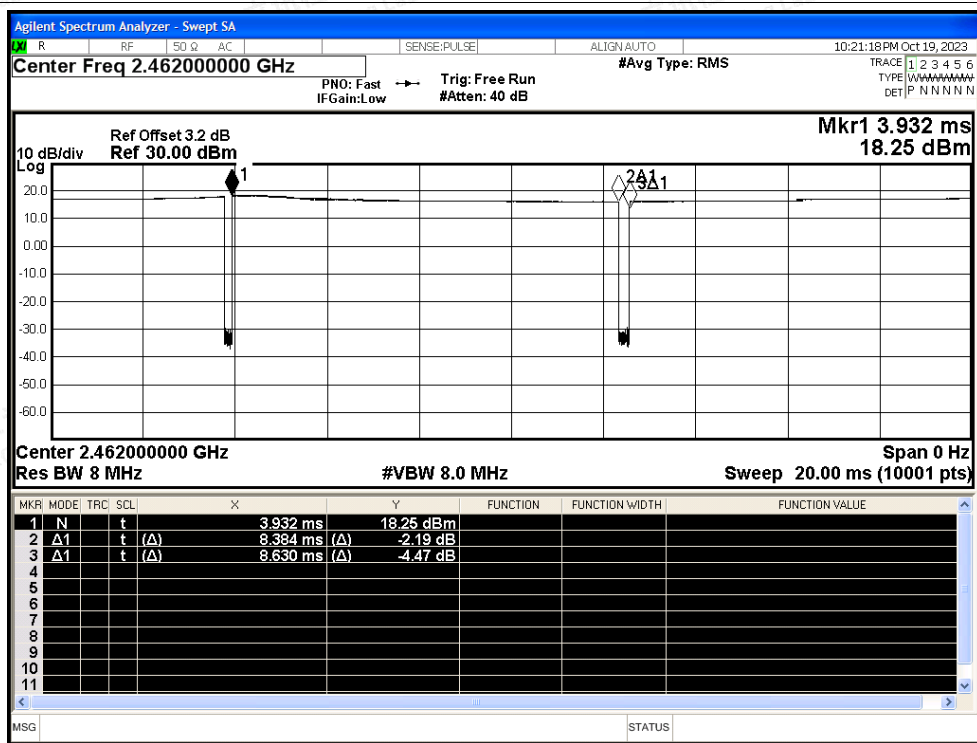 Agilent Spectrum Analyzer - Swept SA
LXI R RF 50 Ω AC SENSE:PULSE ALIGN AUTO 10:21:18 PM Oct 19, 2023
Center Freq 2.462000000 GHz #Avg Type: RMS TRACE 1 2 3 4 5 6
PNO: Fast Trig: Free Run TYPE WWWWWW
IFGain:Low #Atten: 40 dB DET P N N N N N
Mkr1 3.932 ms
Ref Offset 3.2 dB
10 dB/div Ref 30.00 dBm 18.25 dBm
Log
1 2Δ1 3Δ1
20.0
10.0
0.00
-10.0
-20.0
-30.0
-40.0
-50.0
-60.0
Center 2.462000000 GHz Span 0 Hz
Res BW 8 MHz #VBW 8.0 MHz Sweep 20.00 ms (10001 pts)
MKR MODE TRC SCL X Y FUNCTION FUNCTION WIDTH FUNCTION VALUE
1 N t 3.932 ms 18.25 dBm
2 Δ1 t (Δ) 8.384 ms (Δ) -2.19 dB
3 Δ1 t (Δ) 8.630 ms (Δ) -4.47 dB
4
5
6
7
8
9
10
11
MSG STATUS